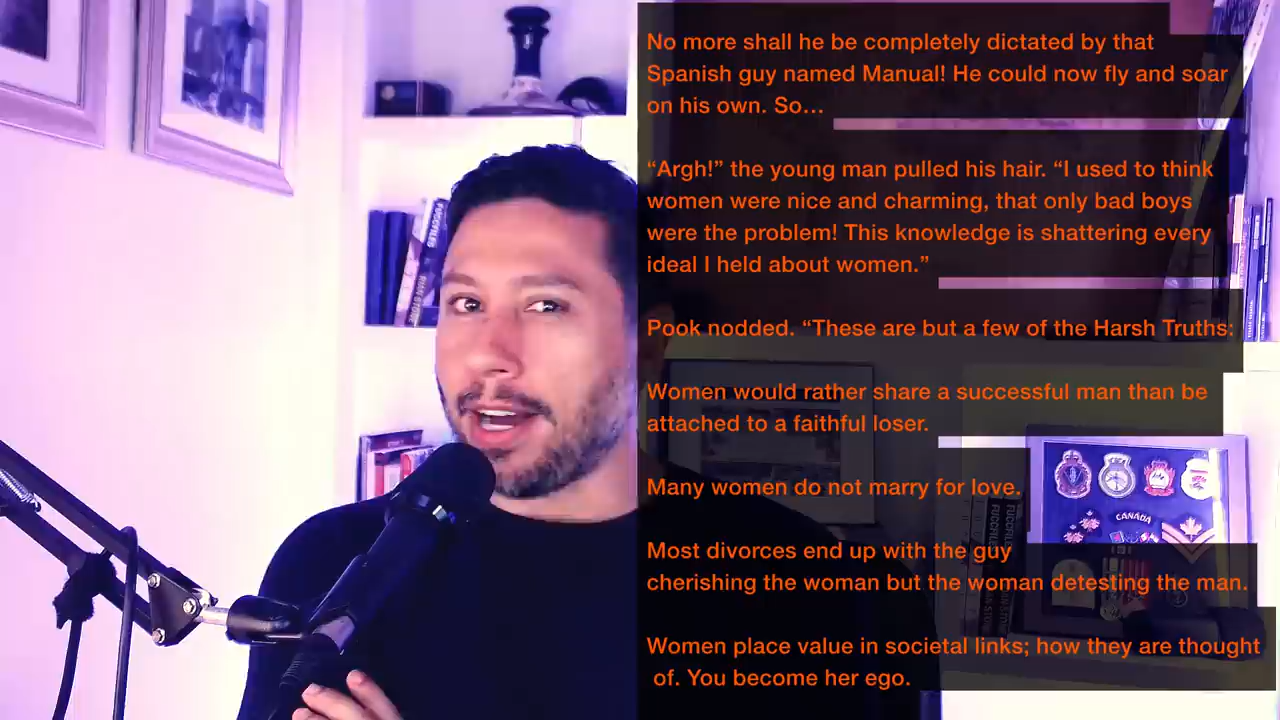 No more shall he be completely dictated by that
Spanish guy named Manual! He could now fly and soar
on his own. So…
“Argh!” the young man pulled his hair. “I used to think
women were nice and charming, that only bad boys
were the problem! This knowledge is shattering every
ideal I held about women.”
Pook nodded. “These are but a few of the Harsh Truths:
Women would rather share a successful man than be
attached to a faithful loser.
Many women do not marry for love.
Most divorces end up with the guy
cherishing the woman but the woman detesting the man.
Women place value in societal links; how they are thought
of. You become her ego.
FUCCFILES
RYAN STONE
CANADA